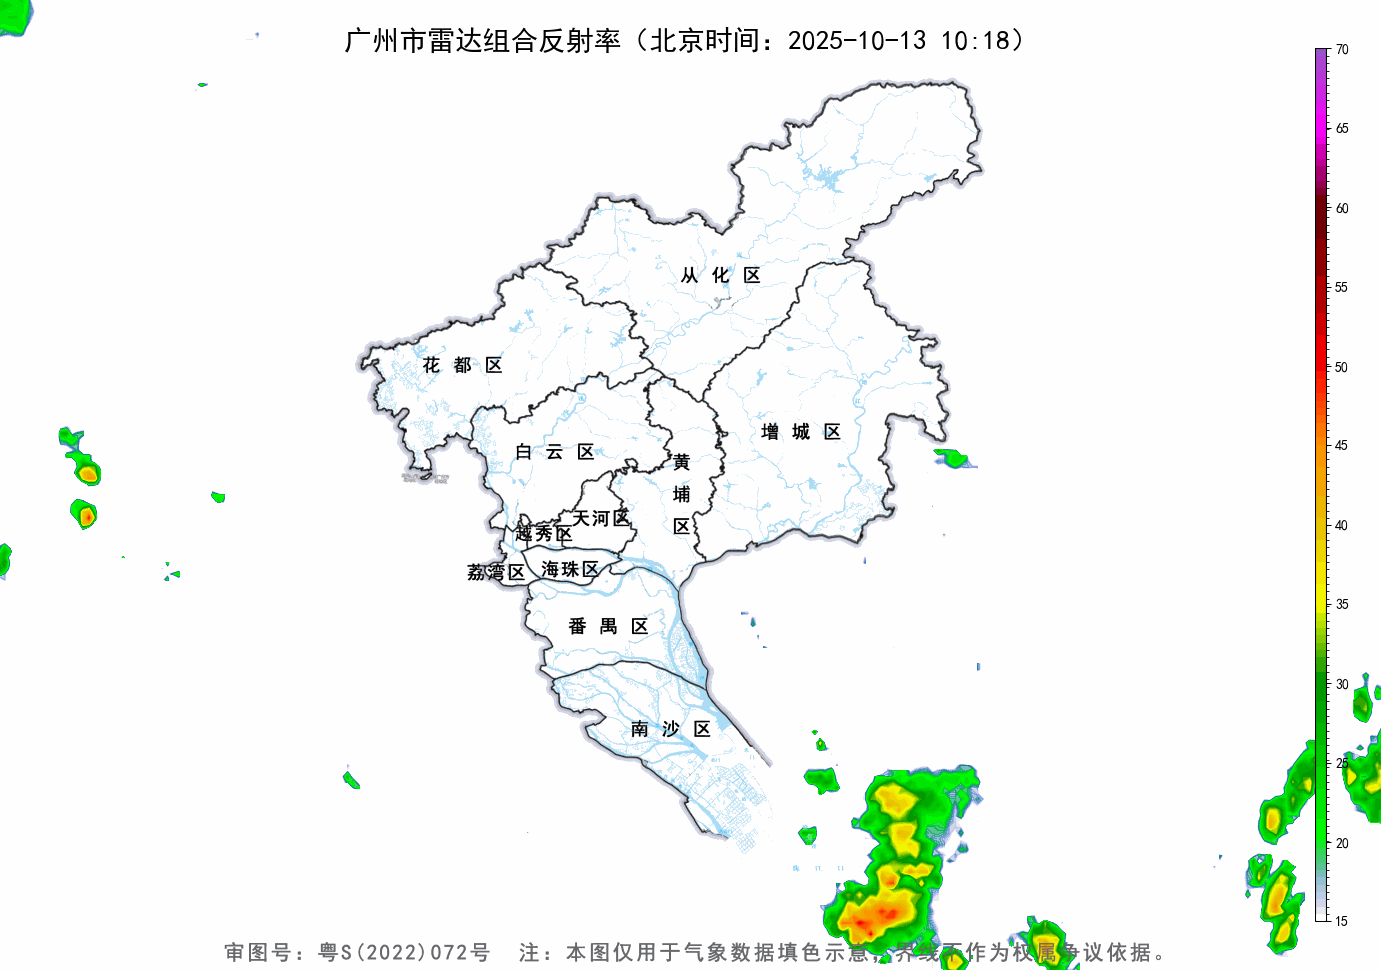 广州市雷达组合反射率（北京时间：2025-10-13 10:18）
70
65
60
55
50
45
40
35
30
25
20
15
从化区
花都区
增城区
白云区
黄埔区
天河区
越秀区
荔湾区
海珠区
番禺区
南沙区
审图号：粤S(2022)072号 注：本图仅用于气象数据填色示意，界线不作为权属争议依据。